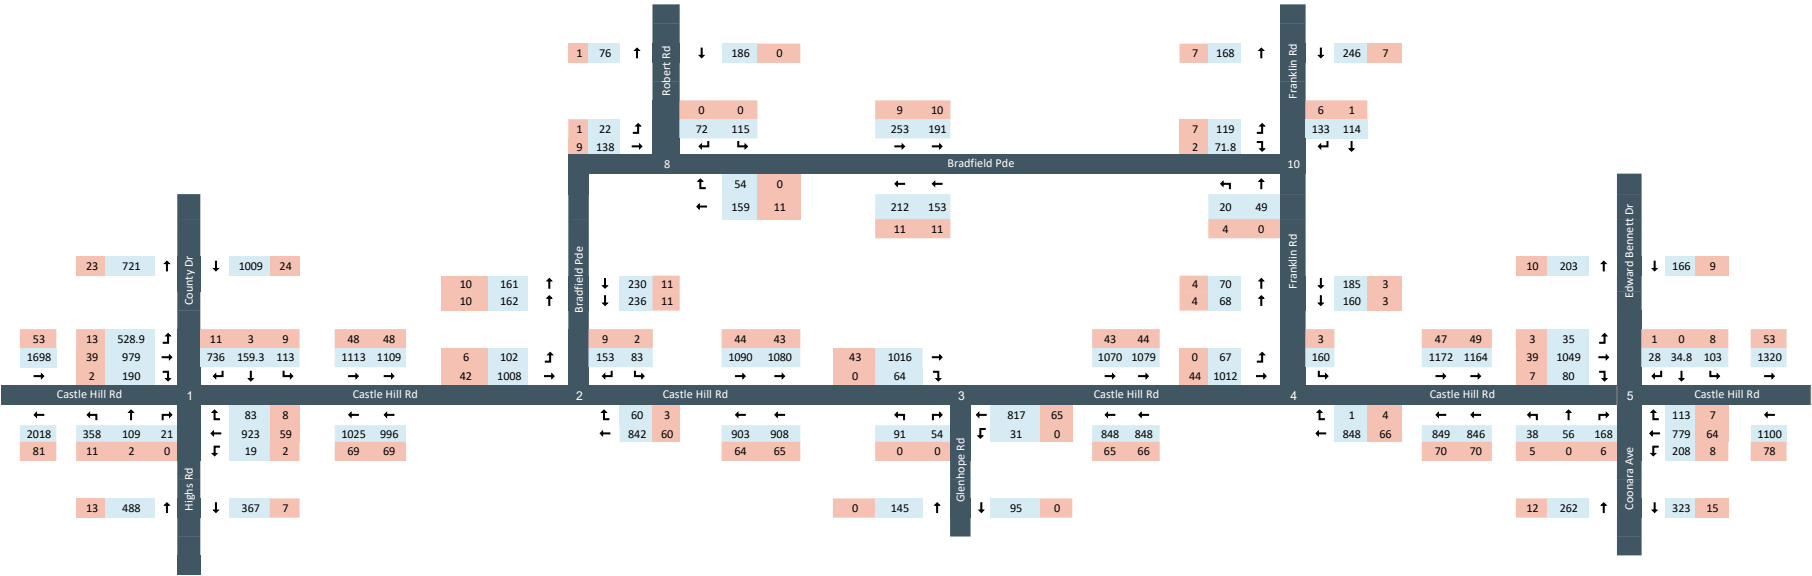 Robert Rd
Franklin Rd
1 76 186 0
7 168 246 7
0 0
9 10
6 1
1 22
72 115
253 191
7 119
133 114
9 138
2 71.8
8 Bradfield Pde 10
54 0
20 49
159 11
212 153
11 11
4 0
County Dr
Bradfield Pde
Franklin Rd
Edward Bennett Dr
23 721 1009 24
10 203 166 9
10 161 230 11
4 70 185 3
10 162 236 11
4 68 160 3
53 13 528.9 11 3 9 48 48 9 2 44 43 43 44 3 47 49 3 35 1 0 8 53
1698 39 979 736 159.3 113 1113 1109 6 102 153 83 1090 1080 43 1016 1070 1079 0 67 160 1172 1164 39 1049 28 34.8 103 1320
2 190 42 1008 0 64 44 1012 7 80
Castle Hill Rd 1 Castle Hill Rd 2 Castle Hill Rd 3 Castle Hill Rd 4 Castle Hill Rd 5 Castle Hill Rd
83 8 60 3 817 65 1 4 113 7
2018 358 109 21 923 59 1025 996 842 60 903 908 91 54 31 0 848 848 848 66 849 846 38 56 168 779 64 1100
81 11 2 0 19 2 69 69 64 65 0 0 65 66 70 70 5 0 6 208 8 78
Highs Rd
Glenhope Rd
Coonara Ave
13 488 367 7
0 145 95 0
12 262 323 15